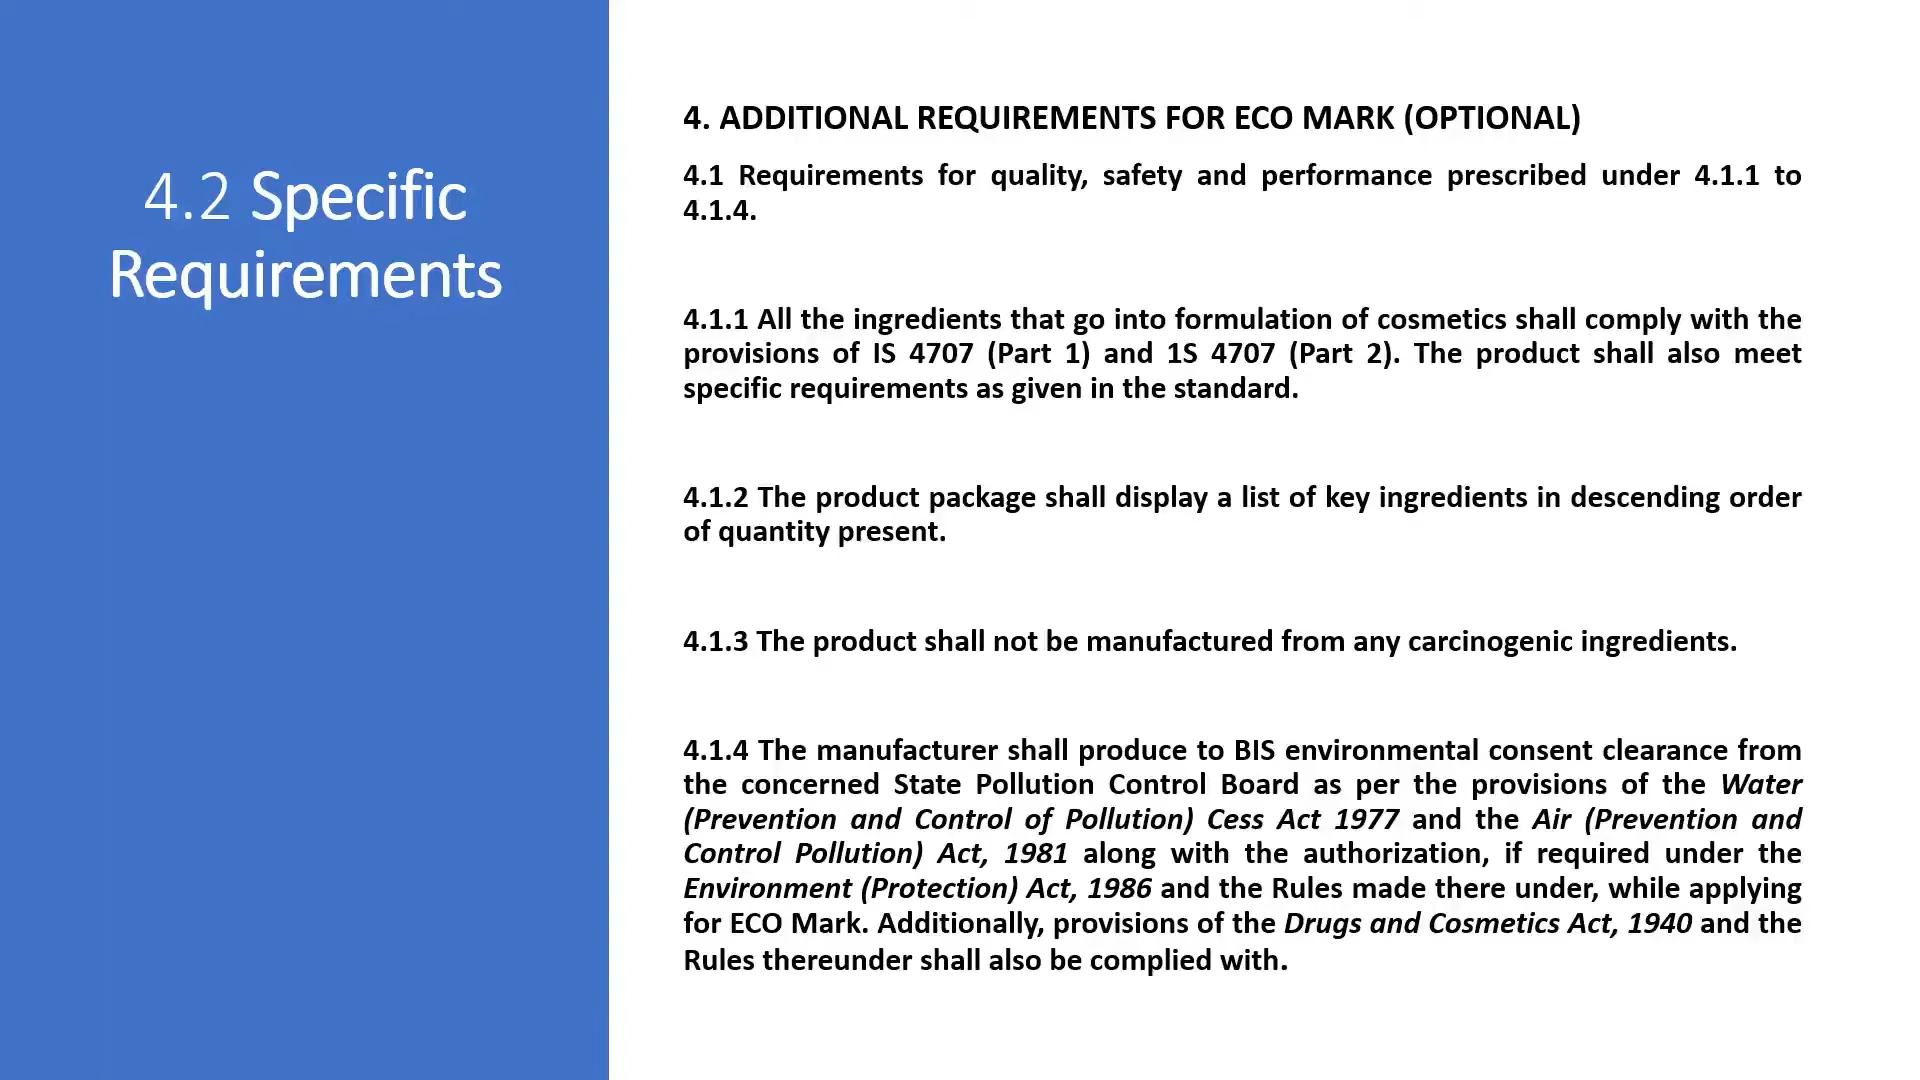 4.2 Specific
Requirements
4. ADDITIONAL REQUIREMENTS FOR ECO MARK (OPTIONAL)
4.1 Requirements for quality, safety and performance prescribed under 4.1.1 to
4.1.4.
4.1.1 All the ingredients that go into formulation of cosmetics shall comply with the
provisions of IS 4707 (Part 1) and 1S 4707 (Part 2). The product shall also meet
specific requirements as given in the standard.
4.1.2 The product package shall display a list of key ingredients in descending order
of quantity present.
4.1.3 The product shall not be manufactured from any carcinogenic ingredients.
4.1.4 The manufacturer shall produce to BIS environmental consent clearance from
the concerned State Pollution Control Board as per the provisions of the Water
(Prevention and Control of Pollution) Cess Act 1977 and the Air (Prevention and
Control Pollution) Act, 1981 along with the authorization, if required under the
Environment (Protection) Act, 1986 and the Rules made there under, while applying
for ECO Mark. Additionally, provisions of the Drugs and Cosmetics Act, 1940 and the
Rules thereunder shall also be complied with.